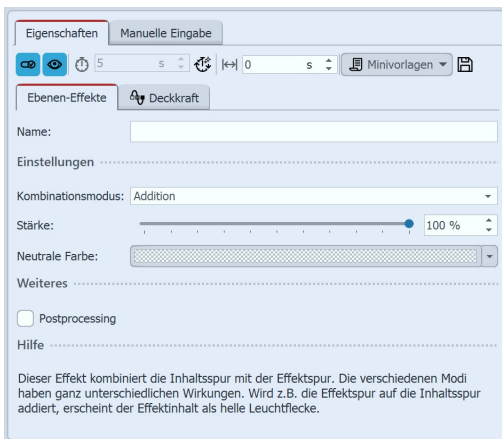 Eigenschaften Manuelle Eingabe
5 s 0 s Minivorlagen
Ebenen-Effekte Deckkraft
Name:
Einstellungen
Kombinationsmodus: Addition
Stärke: 100 %
Neutrale Farbe:
Weiteres
Postprocessing
Hilfe
Dieser Effekt kombiniert die Inhaltsspur mit der Effektspur. Die verschiedenen Modi
haben ganz unterschiedlichen Wirkungen. Wird z.B. die Effektspur auf die Inhaltsspur
addiert, erscheint der Effektinhalt als helle Leuchtflecke.